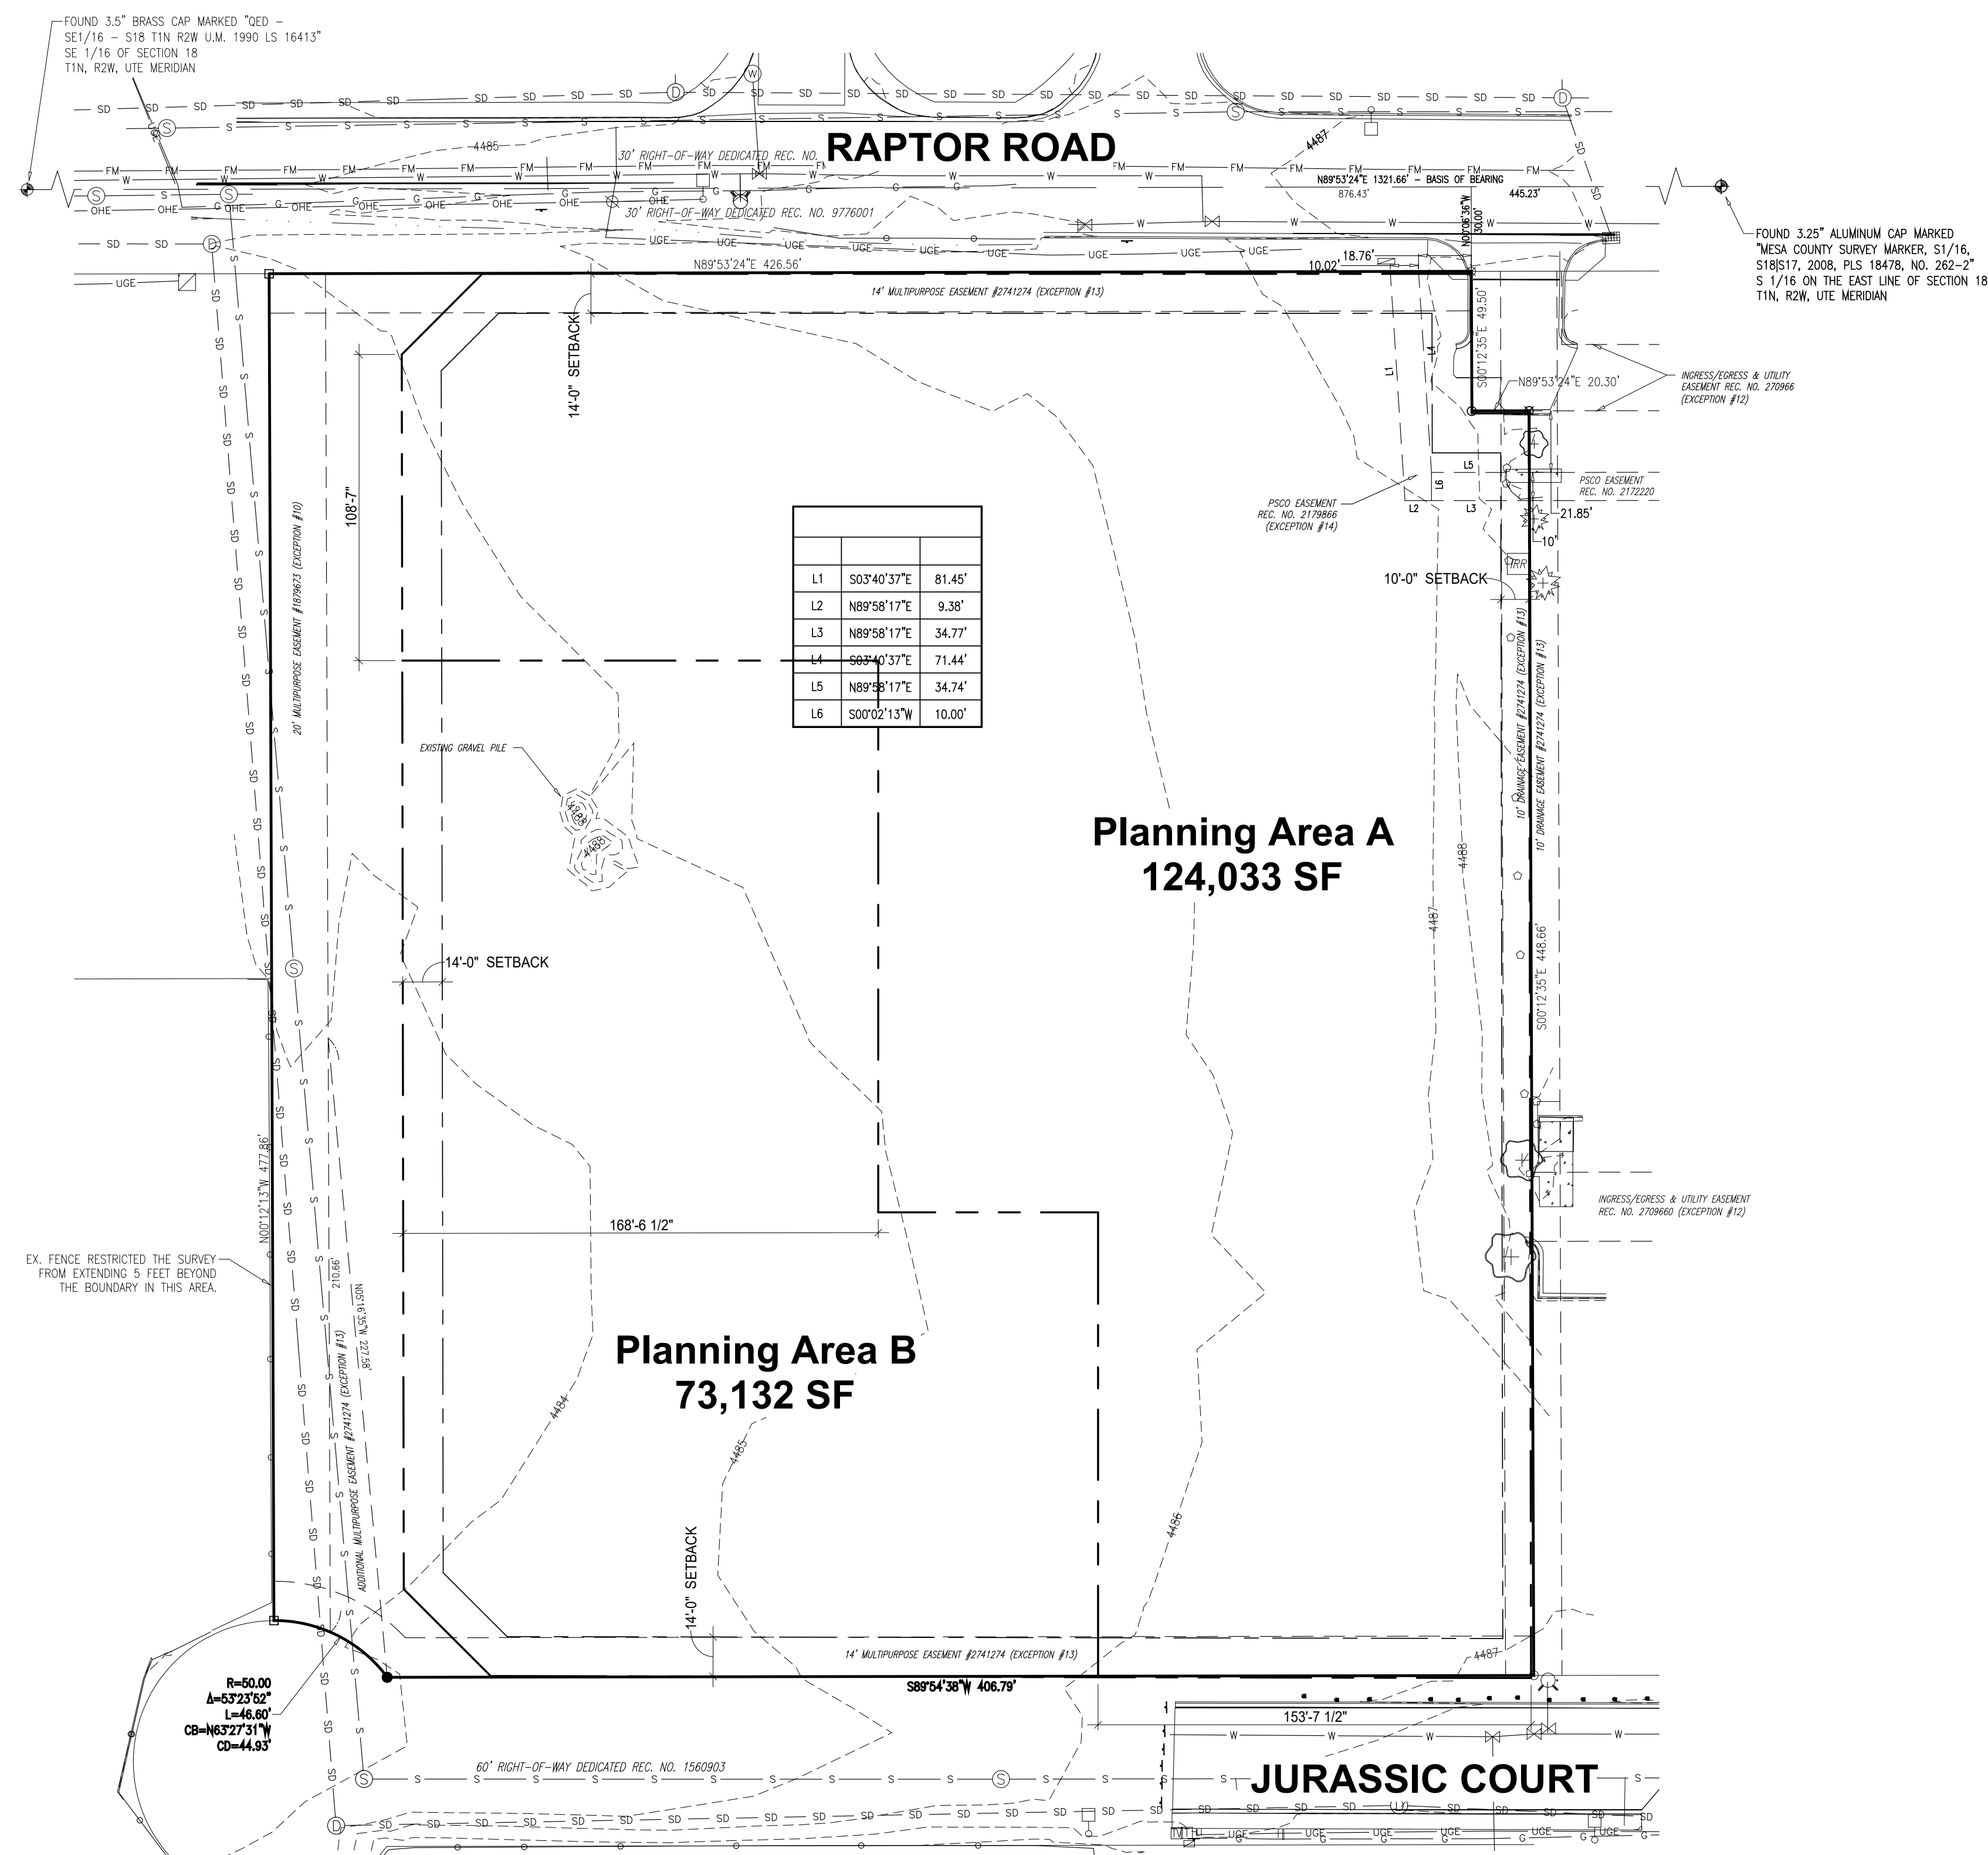 FOUND 3.5" BRASS CAP MARKED "QED –
SE1/16 – S18 T1N R2W U.M. 1990 LS 16413"
SE 1/16 OF SECTION 18
T1N, R2W, UTE MERIDIAN
RAPTOR ROAD
4485
4487
30' RIGHT-OF-WAY DEDICATED REC. NO.
30' RIGHT-OF-WAY DEDICATED REC. NO. 9776001
N89°53'24"E 1321.66' – BASIS OF BEARING
876.43'
445.23'
N00°06'36"W
30.00'
FOUND 3.25" ALUMINUM CAP MARKED
"MESA COUNTY SURVEY MARKER, S1/16,
S18|S17, 2008, PLS 18478, NO. 262-2"
S 1/16 ON THE EAST LINE OF SECTION 18
T1N, R2W, UTE MERIDIAN
N89°53'24"E 426.56'
10.02'
18.76'
14' MULTIPURPOSE EASEMENT #2741274 (EXCEPTION #13)
14'-0" SETBACK
S00°12'35"E 49.50'
N89°53'24"E 20.30'
INGRESS/EGRESS & UTILITY
EASEMENT REC. NO. 270966
(EXCEPTION #12)
L1
L4
L5
L6
L2
L3
PSCO EASEMENT
REC. NO. 2172220
PSCO EASEMENT
REC. NO. 2179866
(EXCEPTION #14)
21.85'
10'
IRR
10'-0" SETBACK
108'-7"
20' MULTIPURPOSE EASEMENT #1879673 (EXCEPTION #10)
L1 S03°40'37"E 81.45'
L2 N89°58'17"E 9.38'
L3 N89°58'17"E 34.77'
L4 S03°40'37"E 71.44'
L5 N89°58'17"E 34.74'
L6 S00°02'13"W 10.00'
10' DRAINAGE EASEMENT #2741274 (EXCEPTION #13)
10' DRAINAGE EASEMENT #2741274 (EXCEPTION #13)
EXISTING GRAVEL PILE
4488
4488
Planning Area A
124,033 SF
4488
4487
S00°12'35"E 448.66'
14'-0" SETBACK
N00°12'13"W 477.86'
168'-6 1/2"
INGRESS/EGRESS & UTILITY EASEMENT
REC. NO. 2709660 (EXCEPTION #12)
EX. FENCE RESTRICTED THE SURVEY
FROM EXTENDING 5 FEET BEYOND
THE BOUNDARY IN THIS AREA.
210.66'
N05°16'35"W 227.58'
ADDITIONAL MULTIPURPOSE EASEMENT #2741274 (EXCEPTION #13)
Planning Area B
73,132 SF
4484
4485
4486
14'-0" SETBACK
14' MULTIPURPOSE EASEMENT #2741274 (EXCEPTION #13)
4487
S89°54'38"W 406.79'
R=50.00
Δ=53°23'52"
L=46.60'
CB=N63°27'31"W
CD=44.93'
153'-7 1/2"
60' RIGHT-OF-WAY DEDICATED REC. NO. 1560903
JURASSIC COURT